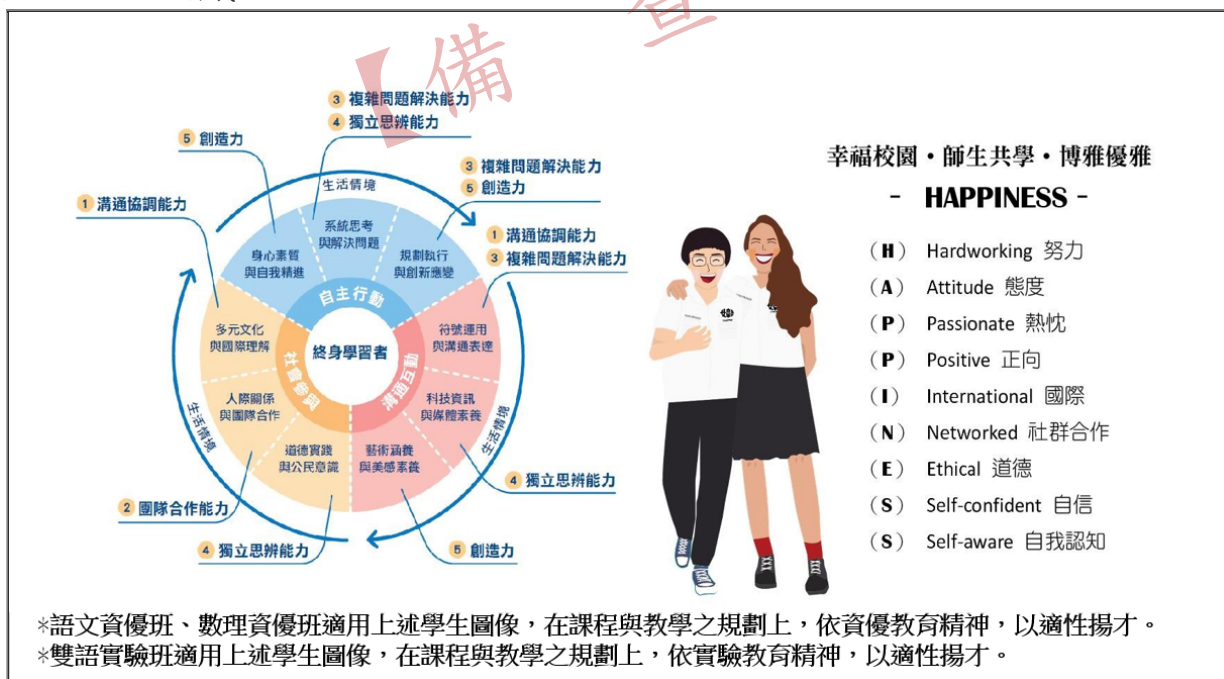 【備 查
③ 複雜問題解決能力
④ 獨立思辨能力
⑤ 創造力
③ 複雜問題解決能力
⑤ 創造力
① 溝通協調能力
① 溝通協調能力
③ 複雜問題解決能力
生活情境
系統思考
與解決問題
身心素質
與自我精進
規劃執行
與創新應變
自主行動
多元文化
與國際理解
符號運用
與溝通表達
終身學習者
社會參與
溝通互動
人際關係
與團隊合作
科技資訊
與媒體素養
生活情境
生活情境
道德實踐
與公民意識
藝術涵養
與美感素養
④ 獨立思辨能力
② 團隊合作能力
④ 獨立思辨能力
⑤ 創造力
幸福校園・師生共學・博雅優雅
- HAPPINESS -
(H) Hardworking 努力
(A) Attitude 態度
(P) Passionate 熱忱
(P) Positive 正向
(I) International 國際
(N) Networked 社群合作
(E) Ethical 道德
(S) Self-confident 自信
(S) Self-aware 自我認知
*語文資優班、數理資優班適用上述學生圖像，在課程與教學之規劃上，依資優教育精神，以適性揚才。
*雙語實驗班適用上述學生圖像，在課程與教學之規劃上，依實驗教育精神，以適性揚才。